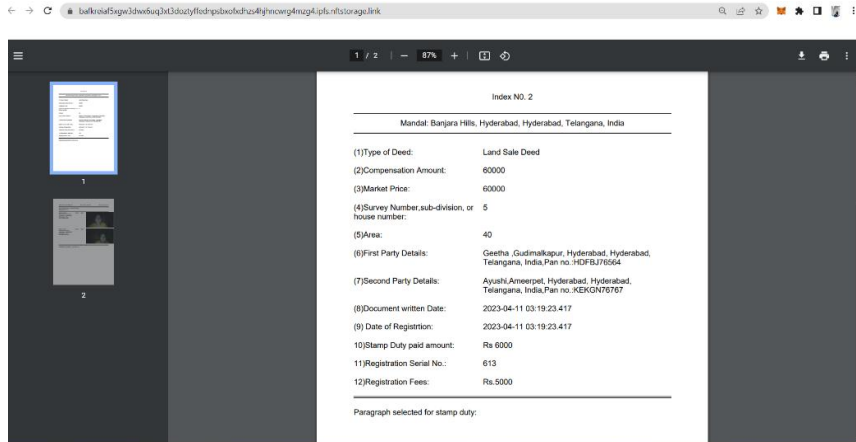 1 / 2 | — 87% +
1
2
Index N0. 2
Mandal: Banjara Hills, Hyderabad, Hyderabad, Telangana, India
(1)Type of Deed: Land Sale Deed
(2)Compensation Amount: 60000
(3)Market Price: 60000
(4)Survey Number,sub-division, or 5
house number:
(5)Area: 40
(6)First Party Details: Geetha ,Gudimalkapur, Hyderabad, Hyderabad,
Telangana, India,Pan no.:HDFBJ76564
(7)Second Party Details: Ayushi,Ameerpet, Hyderabad, Hyderabad,
Telangana, India,Pan no.:KEKGN76767
(8)Document written Date: 2023-04-11 03:19:23.417
(9) Date of Registrtion: 2023-04-11 03:19:23.417
10)Stamp Duty paid amount: Rs 6000
11)Registration Serial No.: 613
12)Registration Fees: Rs.5000
Paragraph selected for stamp duty: